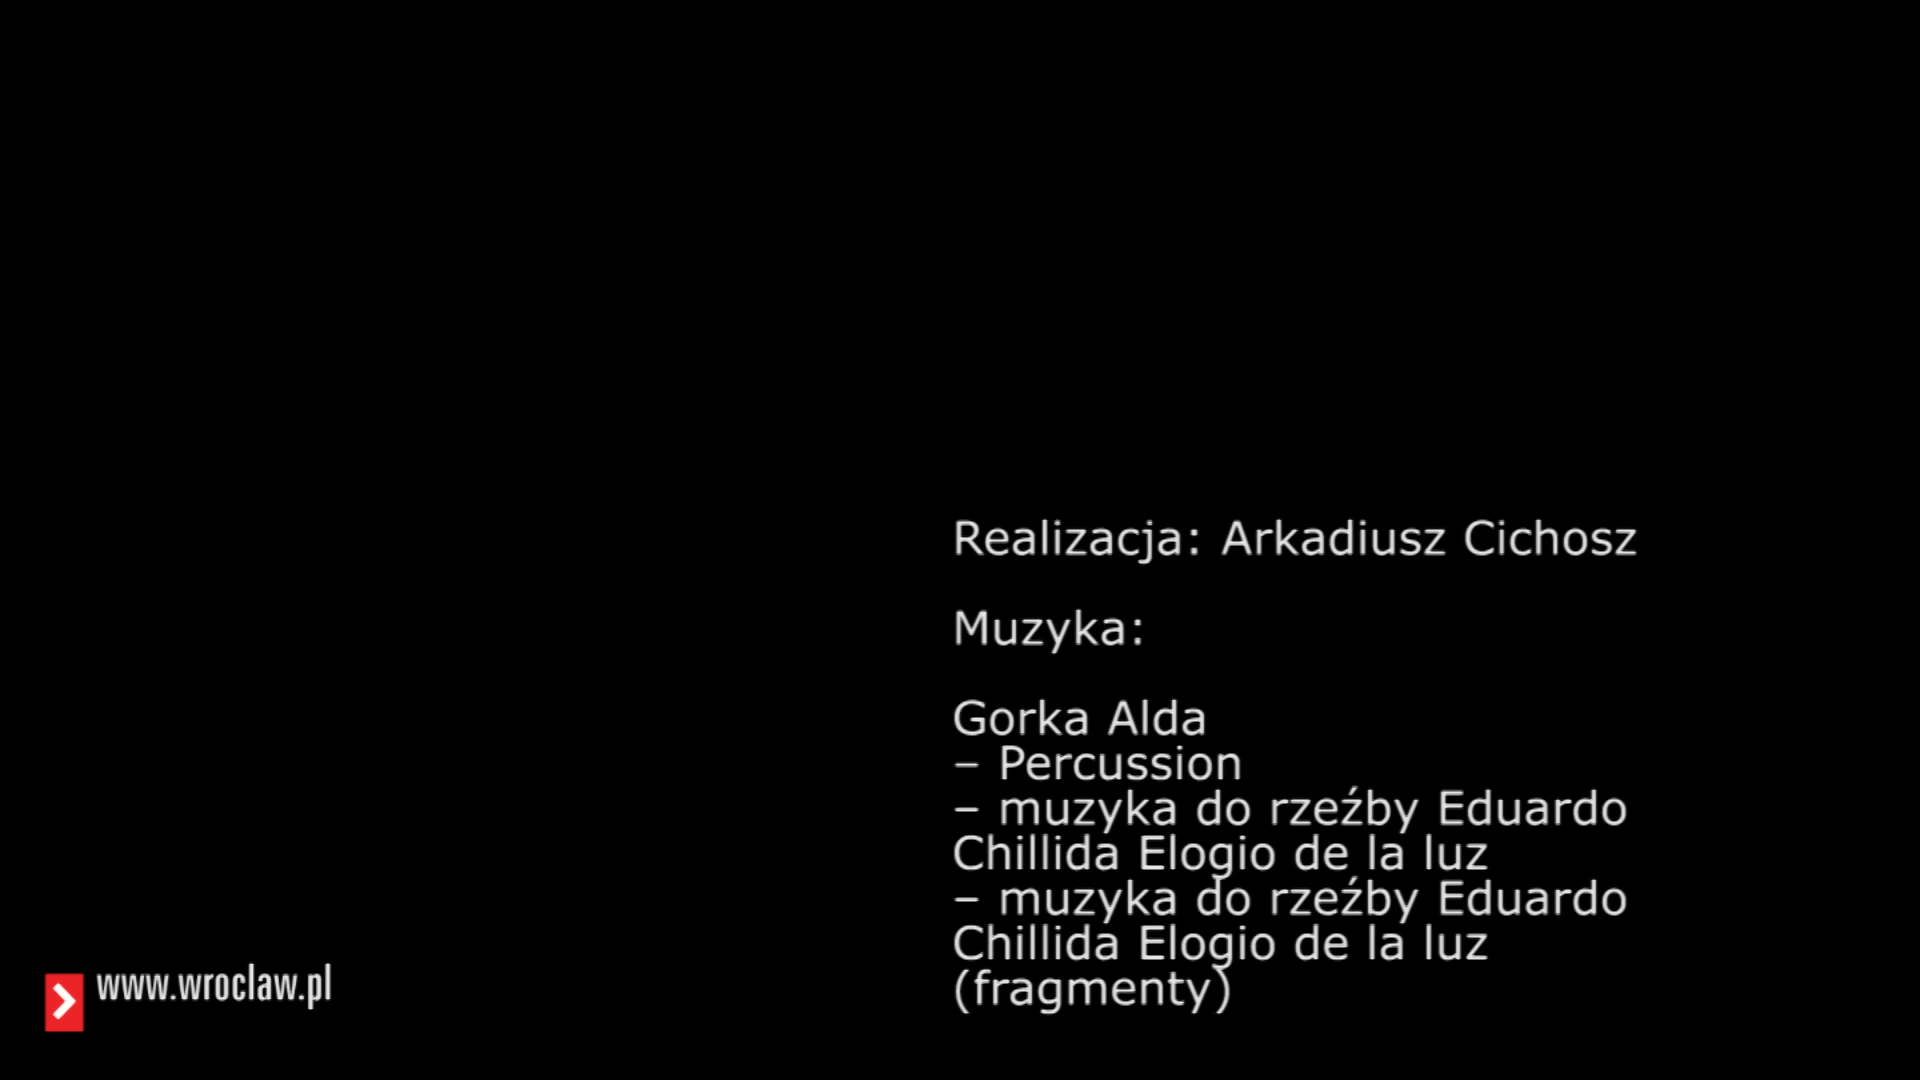 Realizacja: Arkadiusz Cichosz
Muzyka:
Gorka Alda
– Percussion
– muzyka do rzeźby Eduardo
Chillida Elogio de la luz
– muzyka do rzeźby Eduardo
Chillida Elogio de la luz
(fragmenty)
www.wroclaw.pl